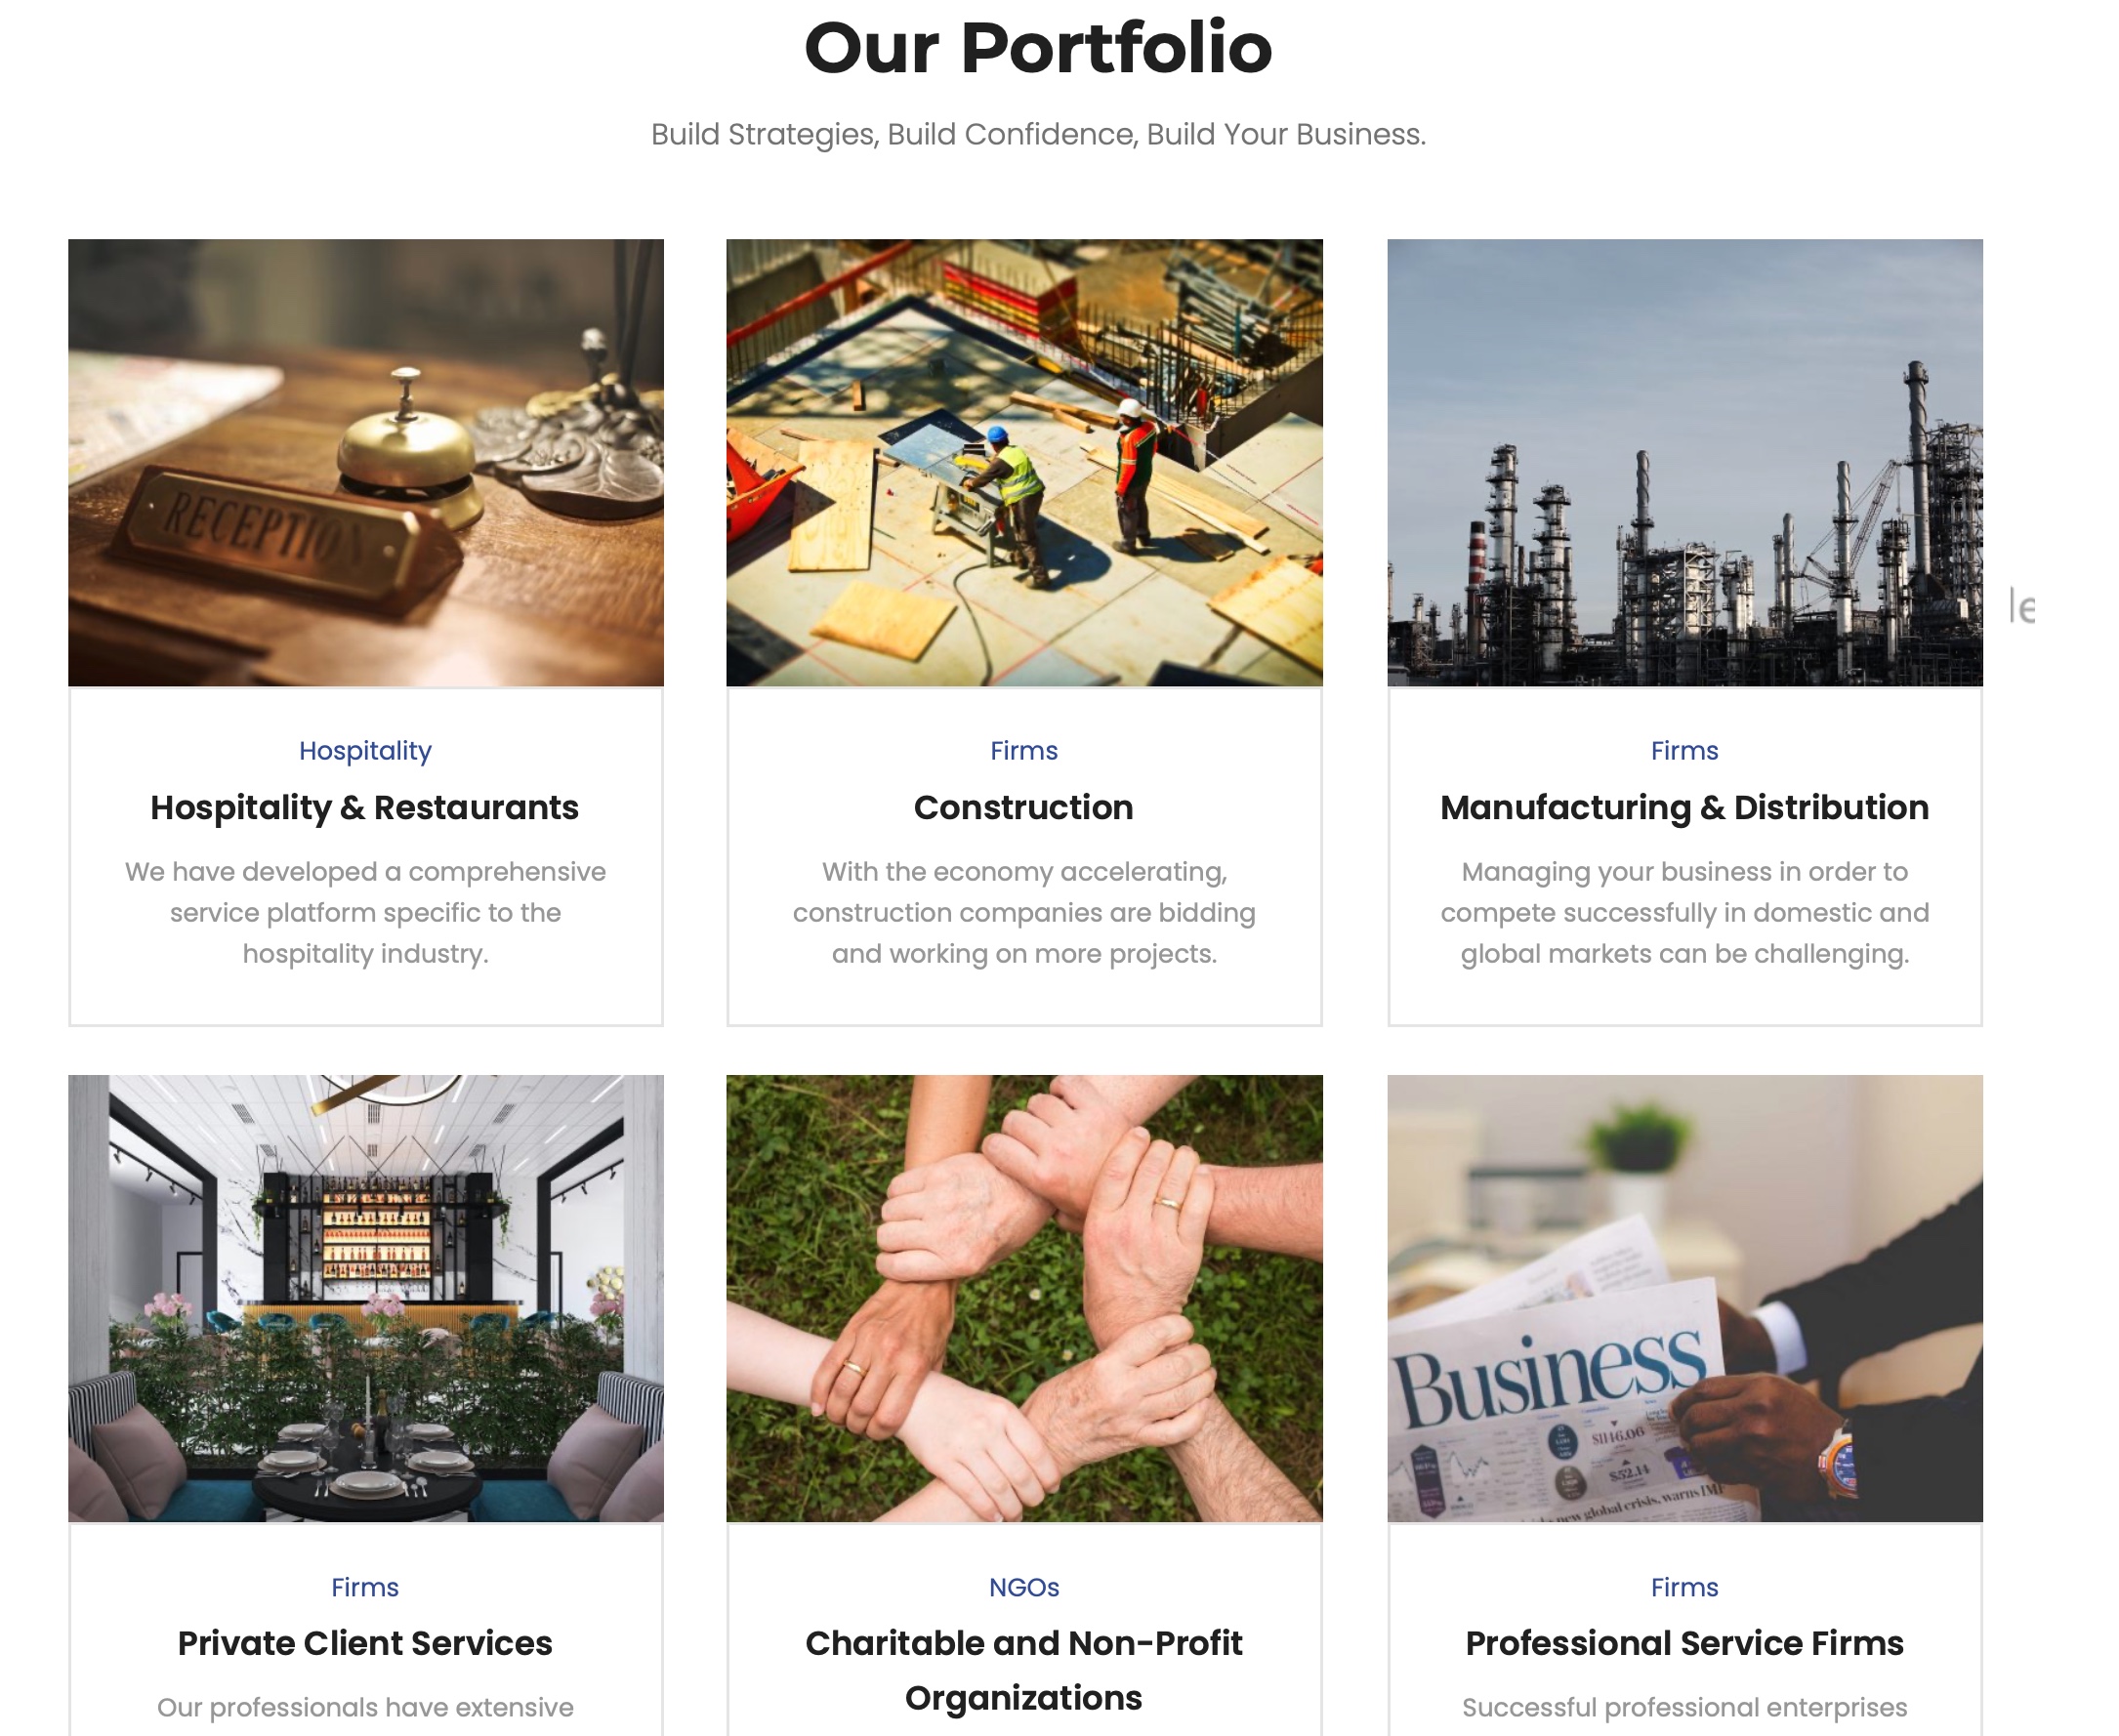 Our Portfolio
Build Strategies, Build Confidence, Build Your Business.
RECEPTION
le
Hospitality
Hospitality & Restaurants
We have developed a comprehensive
service platform specific to the
hospitality industry.
Firms
Construction
With the economy accelerating,
construction companies are bidding
and working on more projects.
Firms
Manufacturing & Distribution
Managing your business in order to
compete successfully in domestic and
global markets can be challenging.
Business
$1146.06
$52.14
new global crisis, warns IMF
Firms
Private Client Services
Our professionals have extensive
NGOs
Charitable and Non-Profit
Organizations
Firms
Professional Service Firms
Successful professional enterprises